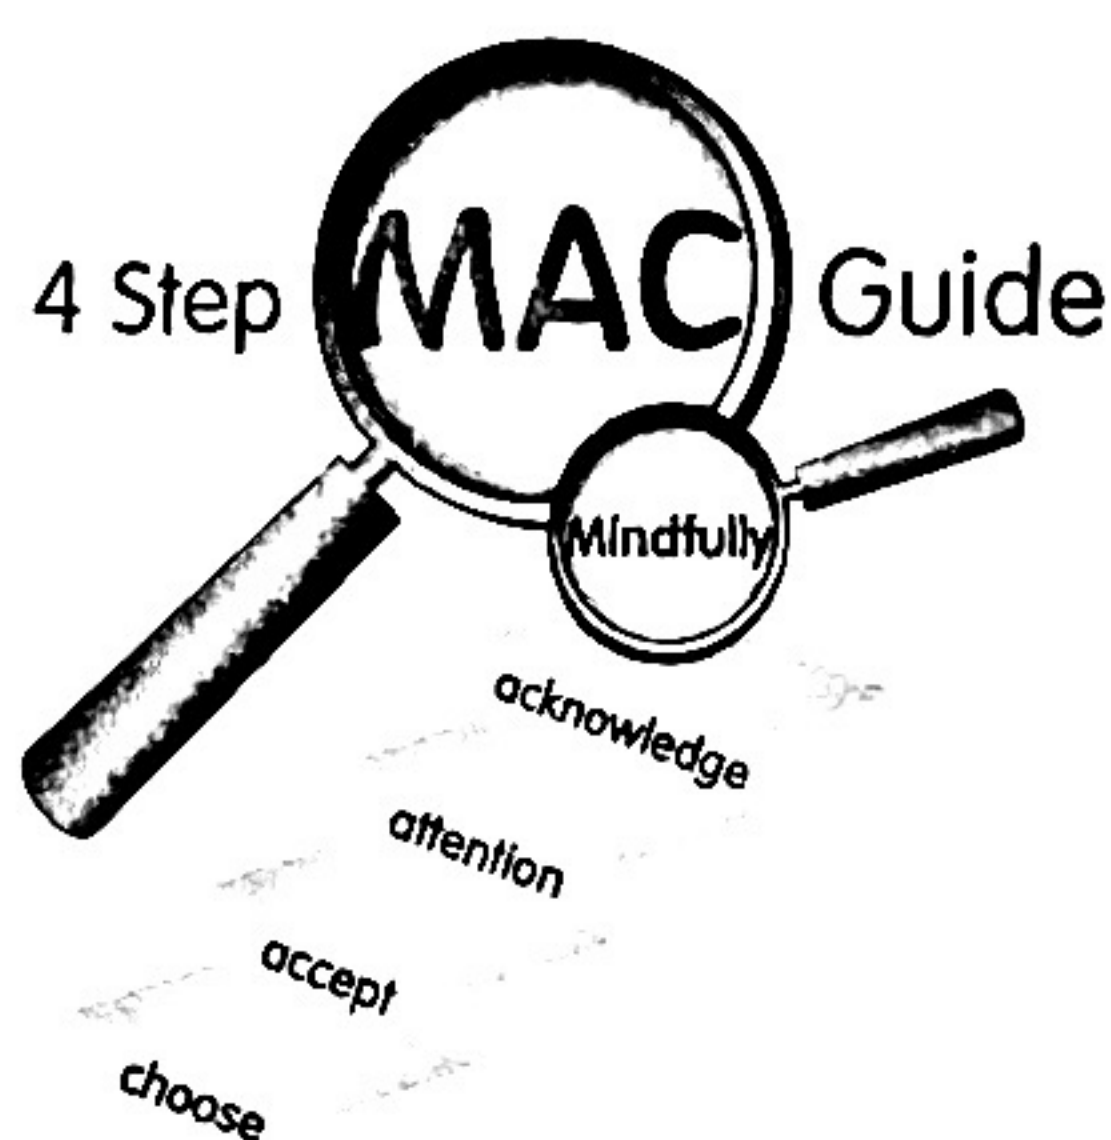 4 Step MAC Guide
Mindfully
acknowledge
attention
accept
choose